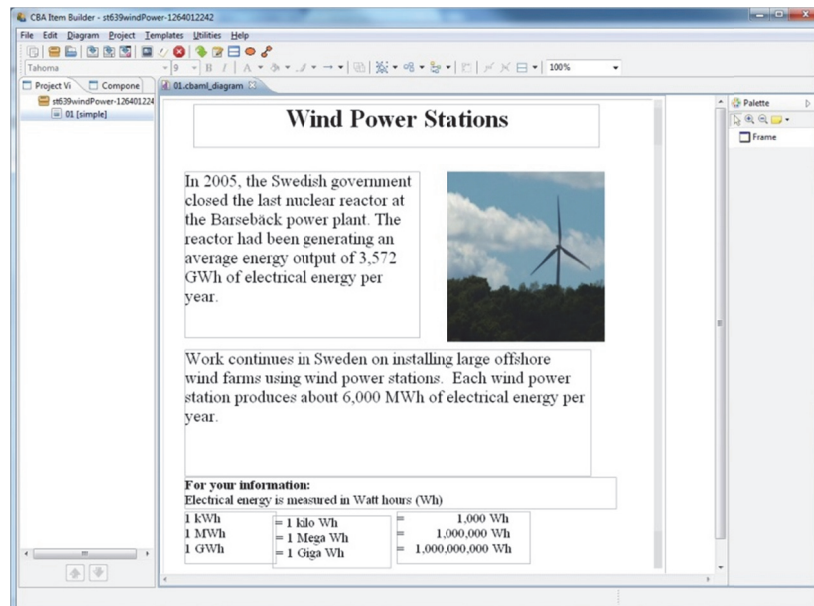 CBA Item Builder - st639windPower-1264012242
File Edit Diagram Project Templates Utilities Help
Tahoma 9 B I A 100%
Project Vi Compone 01.cbaml_diagram Palette
st639windPower-126401224
01 [simple]
Frame
Wind Power Stations
In 2005, the Swedish government
closed the last nuclear reactor at
the Barsebäck power plant. The
reactor had been generating an
average energy output of 3,572
GWh of electrical energy per
year.
Work continues in Sweden on installing large offshore
wind farms using wind power stations. Each wind power
station produces about 6,000 MWh of electrical energy per
year.
For your information:
Electrical energy is measured in Watt hours (Wh)
1 kWh = 1 kilo Wh = 1,000 Wh
1 MWh = 1 Mega Wh = 1,000,000 Wh
1 GWh = 1 Giga Wh = 1,000,000,000 Wh